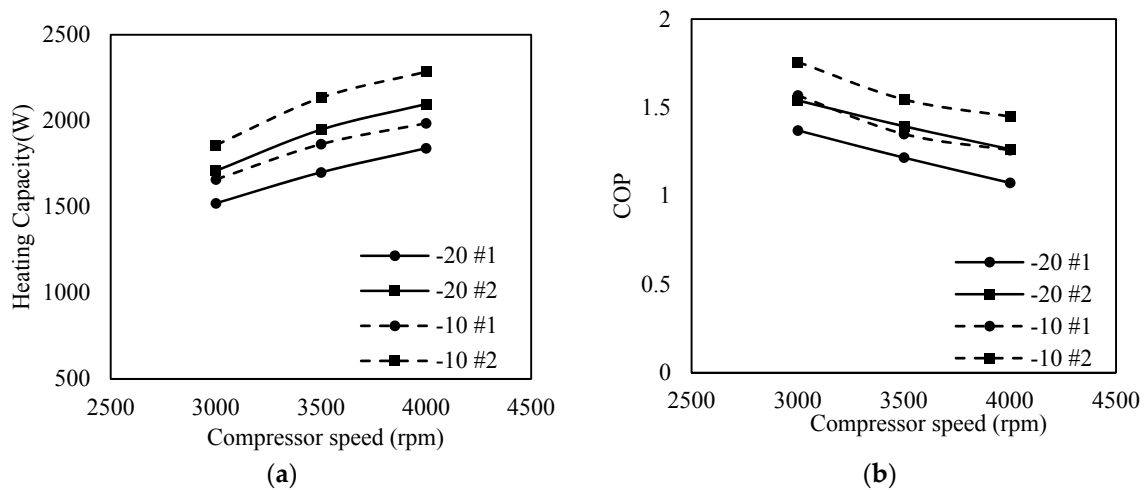 Heating Capacity(W)
2500
2000
1500
1000
500
2500 3000 3500 4000 4500
Compressor speed (rpm)
-20 #1
-20 #2
-10 #1
-10 #2
(a)
COP
2
1.5
1
0.5
0
2500 3000 3500 4000 4500
Compressor speed (rpm)
-20 #1
-20 #2
-10 #1
-10 #2
(b)